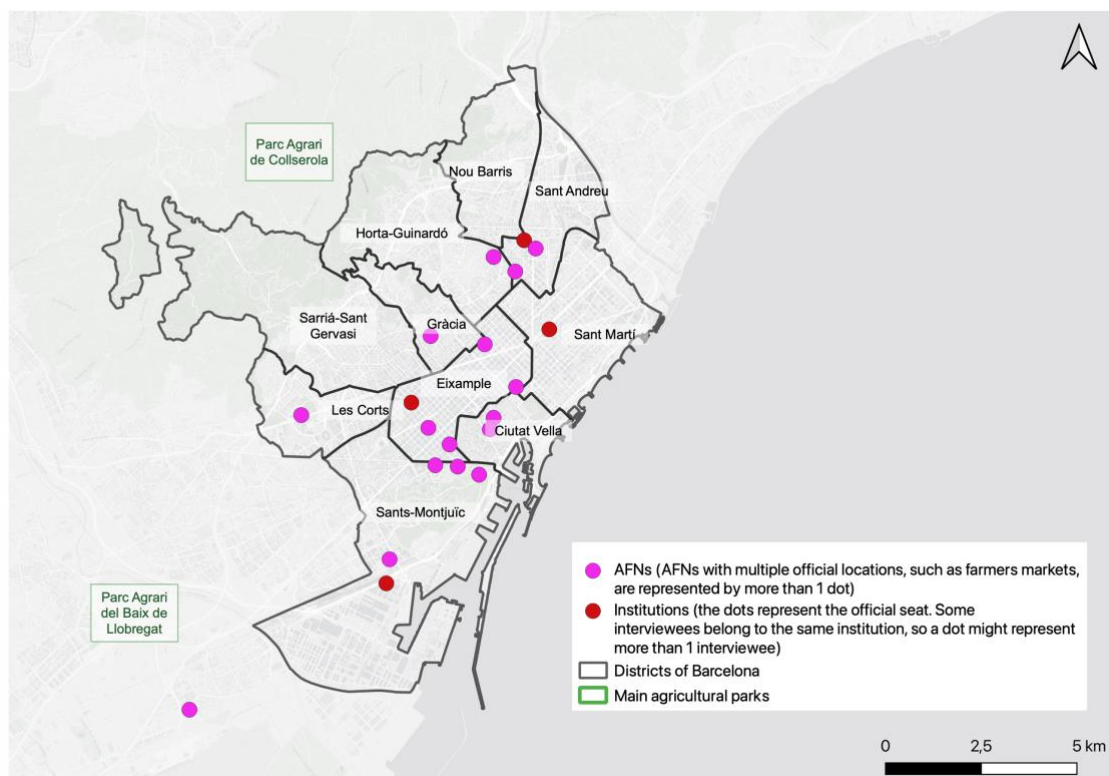 Parc Agrari
de Collserola
Nou Barris
Sant Andreu
Horta-Guinardó
Sarriá-Sant
Gervasi
Gràcia
Sant Martí
Eixample
Les Corts
Ciutat Vella
Sants-Montjuïc
Parc Agrari
del Baix de
Llobregat
AFNs (AFNs with multiple official locations, such as farmers markets,
are represented by more than 1 dot)
Institutions (the dots represent the official seat. Some
interviewees belong to the same institution, so a dot might represent
more than 1 interviewee)
Districts of Barcelona
Main agricultural parks
0 2,5 5 km